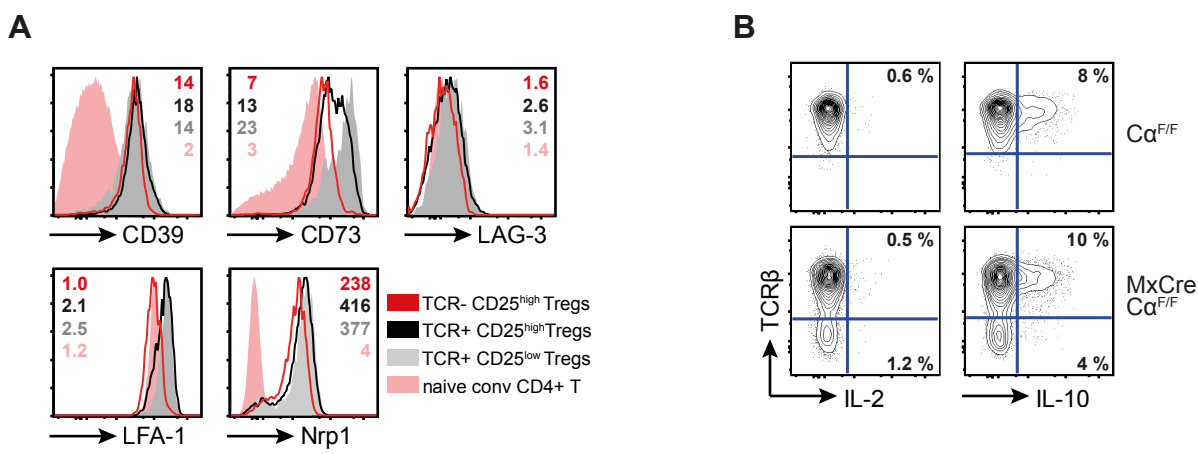 A
14
18
14
2
CD39
7
13
23
3
CD73
1.6
2.6
3.1
1.4
LAG-3
1.0
2.1
2.5
1.2
LFA-1
238
416
377
4
Nrp1
TCR- CD25high Tregs
TCR+ CD25high Tregs
TCR+ CD25low Tregs
naive conv CD4+ T
B
0.6 %
8 %
CαF/F
0.5 %
1.2 %
10 %
4 %
MxCre
CαF/F
TCRβ
IL-2
IL-10